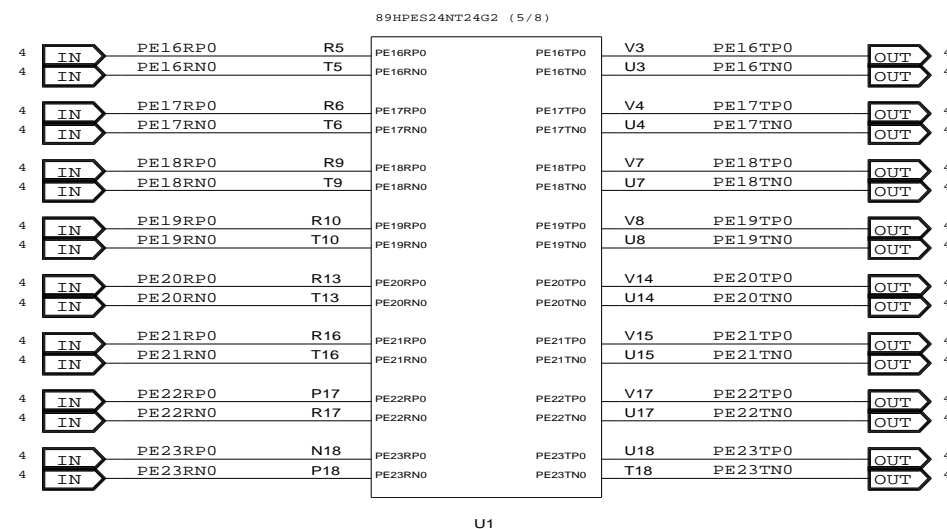 89HPES24NT24G2 (5/8)
4 IN PE16RP0 R5 PE16RP0 PE16TP0 V3 PE16TP0 OUT 4
4 IN PE16RN0 T5 PE16RN0 PE16TN0 U3 PE16TN0 OUT 4
4 IN PE17RP0 R6 PE17RP0 PE17TP0 V4 PE17TP0 OUT 4
4 IN PE17RN0 T6 PE17RN0 PE17TN0 U4 PE17TN0 OUT 4
4 IN PE18RP0 R9 PE18RP0 PE18TP0 V7 PE18TP0 OUT 4
4 IN PE18RN0 T9 PE18RN0 PE18TN0 U7 PE18TN0 OUT 4
4 IN PE19RP0 R10 PE19RP0 PE19TP0 V8 PE19TP0 OUT 4
4 IN PE19RN0 T10 PE19RN0 PE19TN0 U8 PE19TN0 OUT 4
4 IN PE20RP0 R13 PE20RP0 PE20TP0 V14 PE20TP0 OUT 4
4 IN PE20RN0 T13 PE20RN0 PE20TN0 U14 PE20TN0 OUT 4
4 IN PE21RP0 R16 PE21RP0 PE21TP0 V15 PE21TP0 OUT 4
4 IN PE21RN0 T16 PE21RN0 PE21TN0 U15 PE21TN0 OUT 4
4 IN PE22RP0 P17 PE22RP0 PE22TP0 V17 PE22TP0 OUT 4
4 IN PE22RN0 R17 PE22RN0 PE22TN0 U17 PE22TN0 OUT 4
4 IN PE23RP0 N18 PE23RP0 PE23TP0 U18 PE23TP0 OUT 4
4 IN PE23RN0 P18 PE23RN0 PE23TN0 T18 PE23TN0 OUT 4
U1